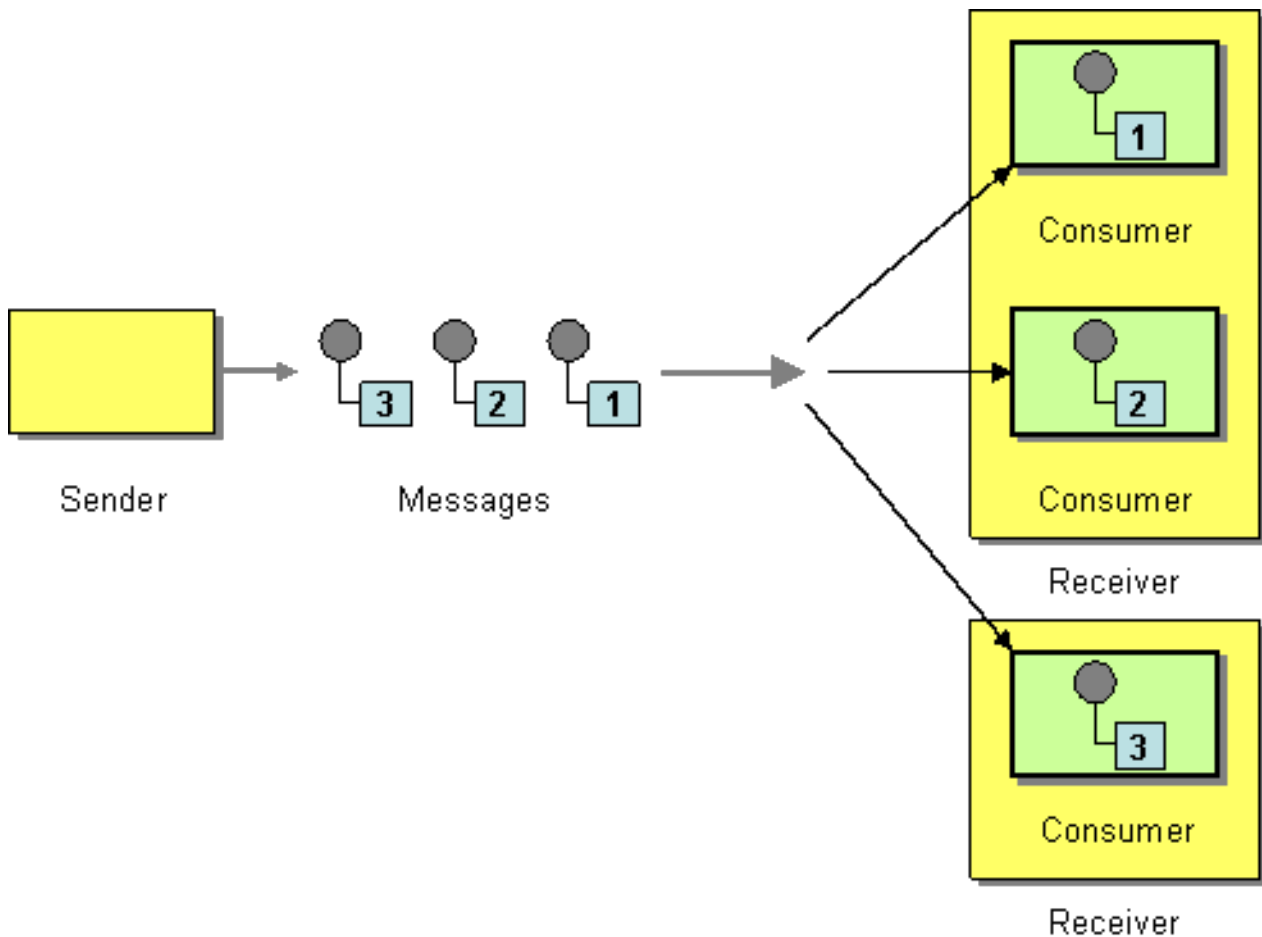 1
Consumer
3
2
1
2
Sender
Messages
Consumer
Receiver
3
Consumer
Receiver